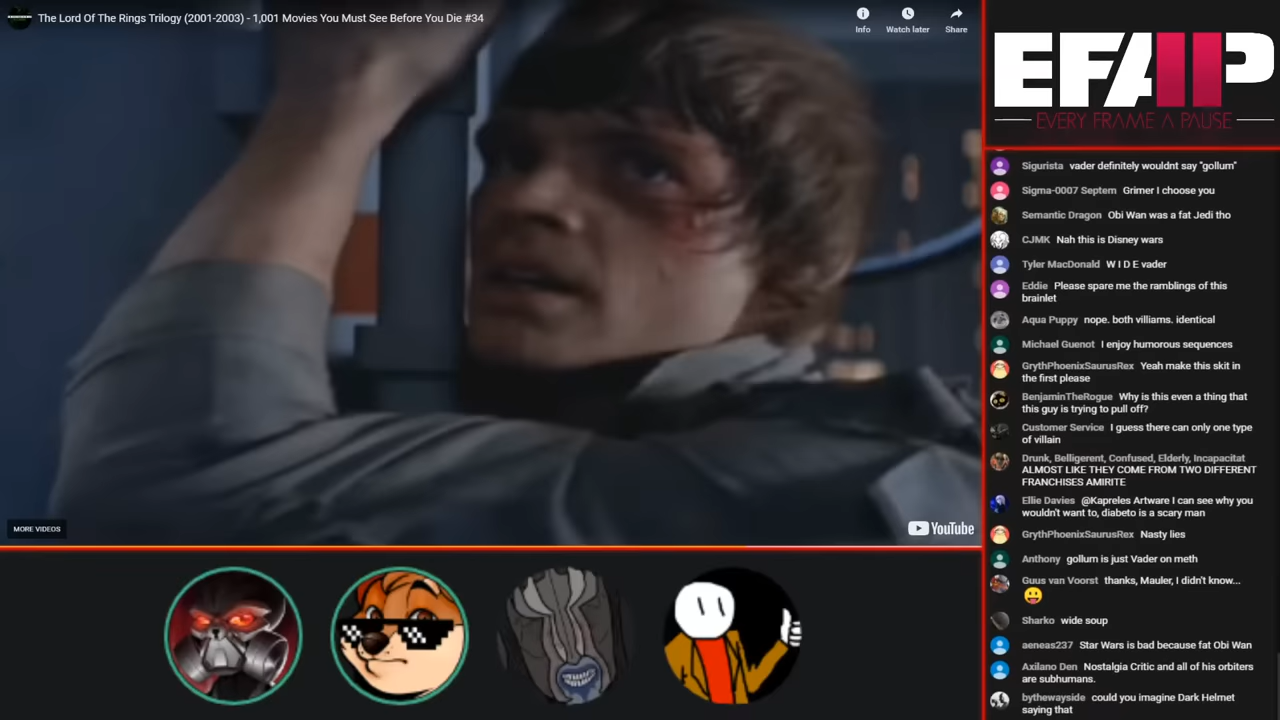 The Lord Of The Rings Trilogy (2001-2003) - 1,001 Movies You Must See Before You Die #34
Info
Watch later
Share
MORE VIDEOS
YouTube
EFAP
EVERY FRAME A PAUSE
Sigurista vader definitely wouldnt say "gollum"
Sigma-0007 Septem Grimer I choose you
Semantic Dragon Obi Wan was a fat Jedi tho
CJMK Nah this is Disney wars
Tyler MacDonald W I D E vader
Eddie Please spare me the ramblings of this
brainlet
Aqua Puppy nope. both villiams. identical
Michael Guenot I enjoy humorous sequences
GrythPhoenixSaurusRex Yeah make this skit in
the first please
BenjaminTheRogue Why is this even a thing that
this guy is trying to pull off?
Customer Service I guess there can only one type
of villain
Drunk, Belligerent, Confused, Elderly, Incapacitat
ALMOST LIKE THEY COME FROM TWO DIFFERENT
FRANCHISES AMIRITE
Ellie Davies @Kapreles Artware I can see why you
wouldn't want to, diabeto is a scary man
GrythPhoenixSaurusRex Nasty lies
Anthony gollum is just Vader on meth
Guus van Voorst thanks, Mauler, I didn't know...
😀
Sharko wide soup
aeneas237 Star Wars is bad because fat Obi Wan
Axilano Den Nostalgia Critic and all of his orbiters
are subhumans.
bythewayside could you imagine Dark Helmet
saying that